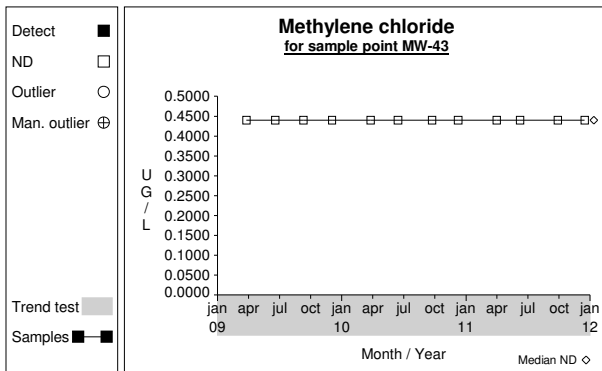 Detect
ND
Outlier
Man. outlier
Trend test
Samples
Methylene chloride
for sample point MW-43
0.5000
0.4500
0.4000
0.3500
0.3000
0.2500
0.2000
0.1500
0.1000
0.0500
0.0000
U
G
/
L
jan apr jul oct jan apr jul oct jan apr jul oct jan
09 10 11 12
Month / Year
Median ND